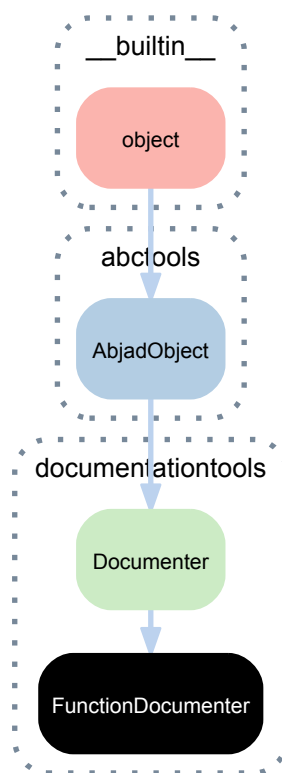 __builtin__
object
abctools
AbjadObject
documentationtools
Documenter
FunctionDocumenter